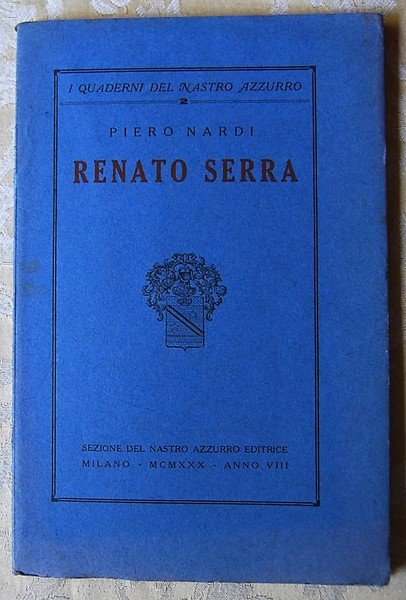 I QUADERNI DEL NASTRO AZZURRO
2
PIERO NARDI
RENATO SERRA
SEZIONE DEL NASTRO AZZURRO EDITRICE
MILANO - MCMXXX - ANNO VIII